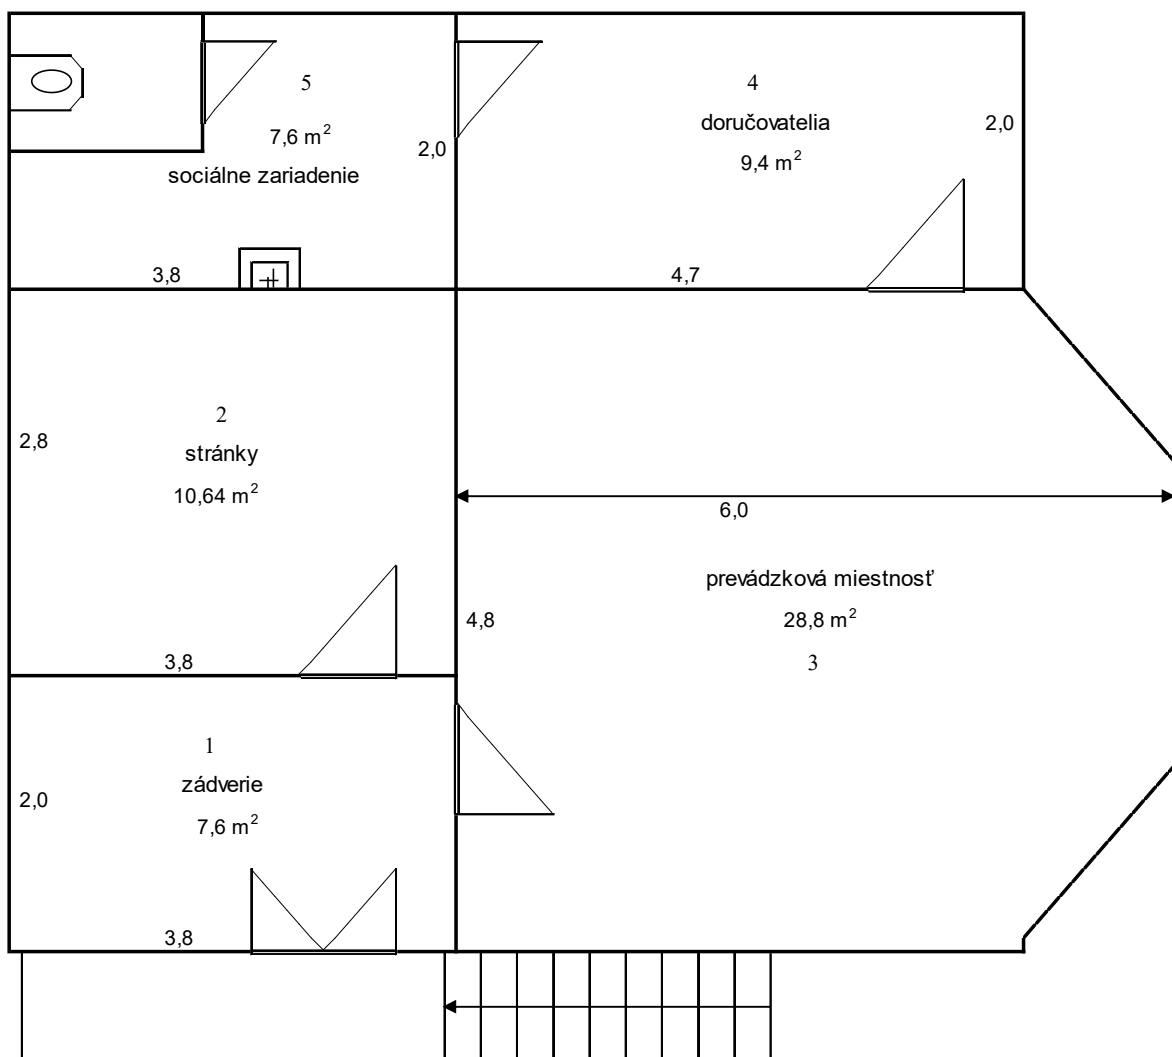 5
7,6 m²
sociálne zariadenie
2,0
3,8
4
doručovatelia
9,4 m²
2,0
4,7
2
stránky
10,64 m²
2,8
3,8
6,0
prevádzková miestnosť
28,8 m²
3
4,8
1
zádverie
7,6 m²
2,0
3,8